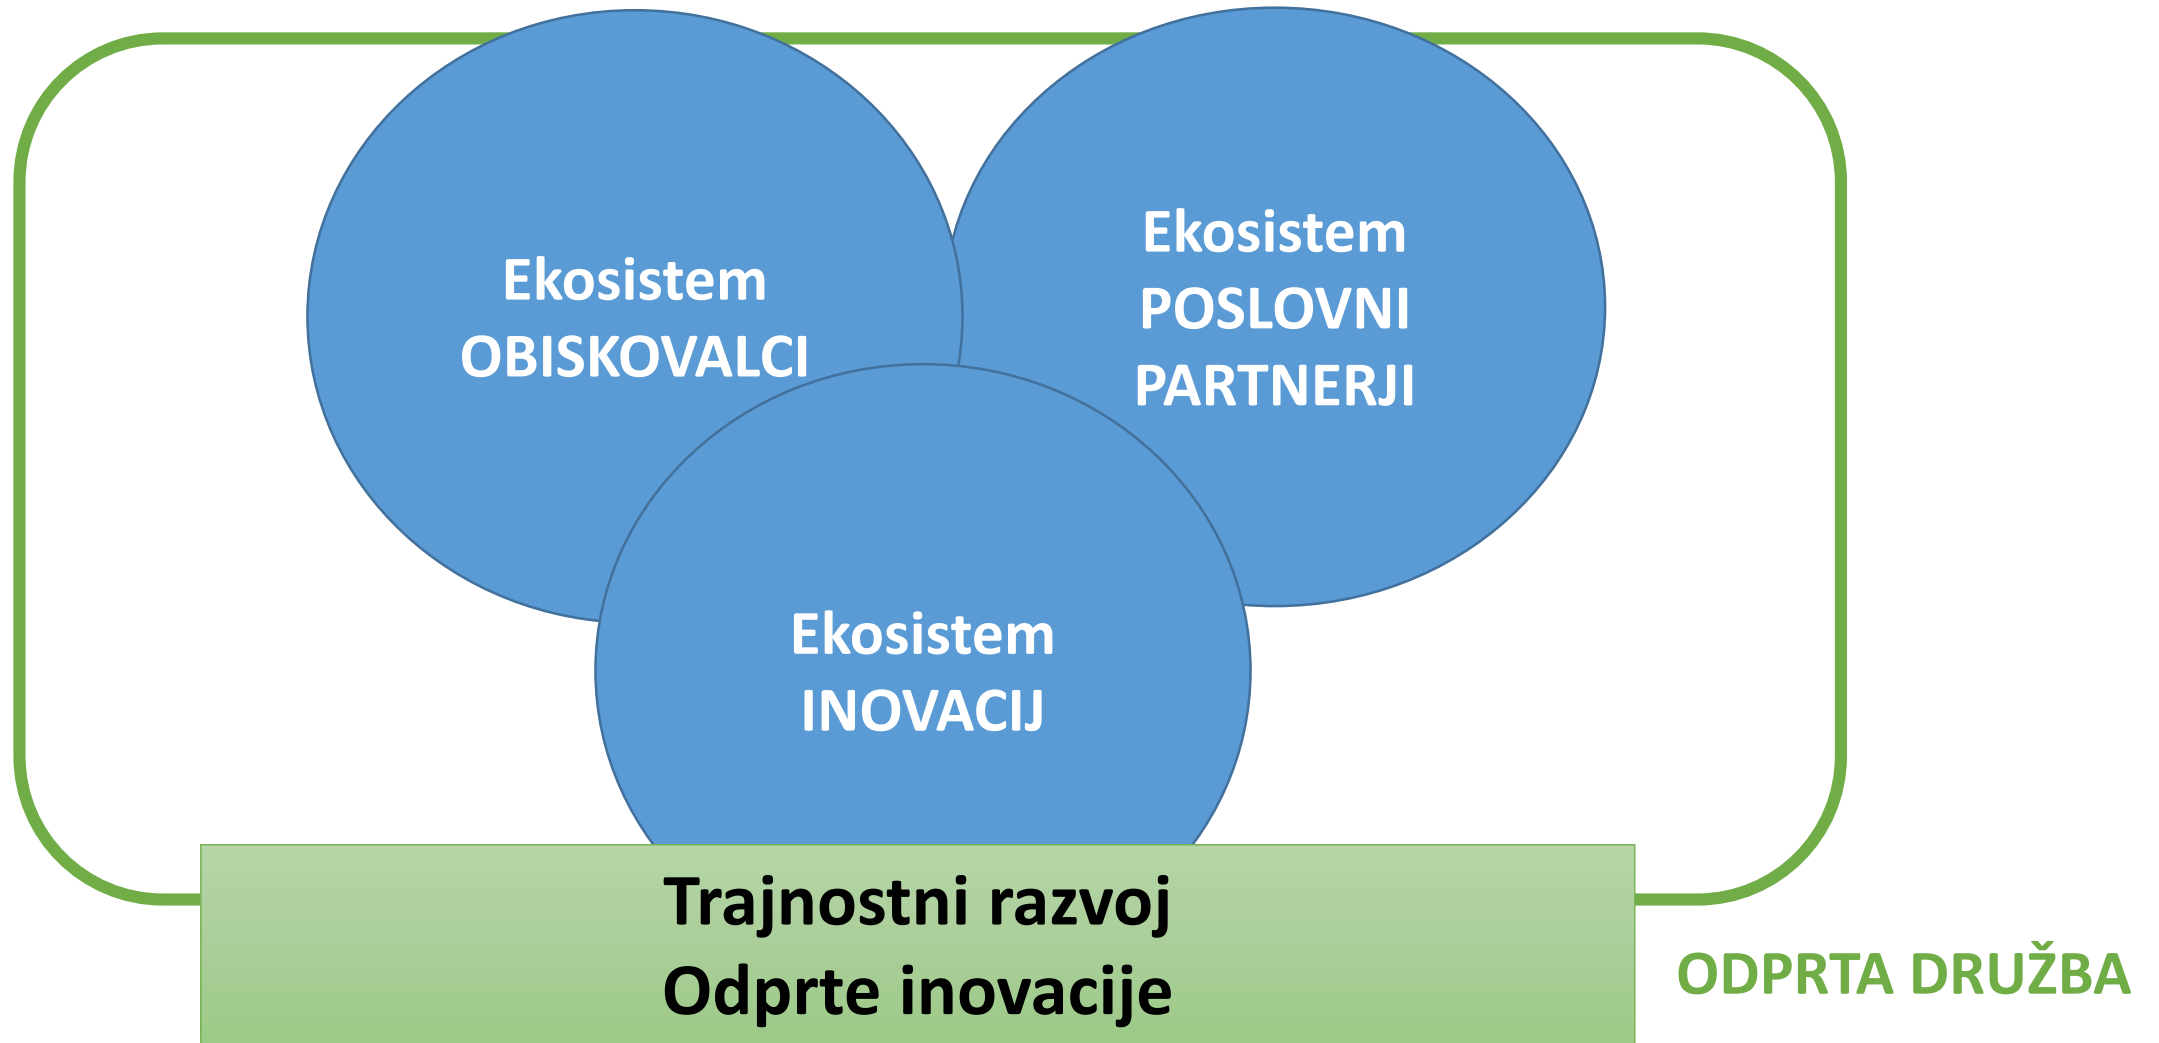 Ekosistem
OBISKOVALCI
Ekosistem
POSLOVNI
PARTNERJI
Ekosistem
INOVACIJ
Trajnostni razvoj
Odprte inovacije
ODPRTA DRUŽBA